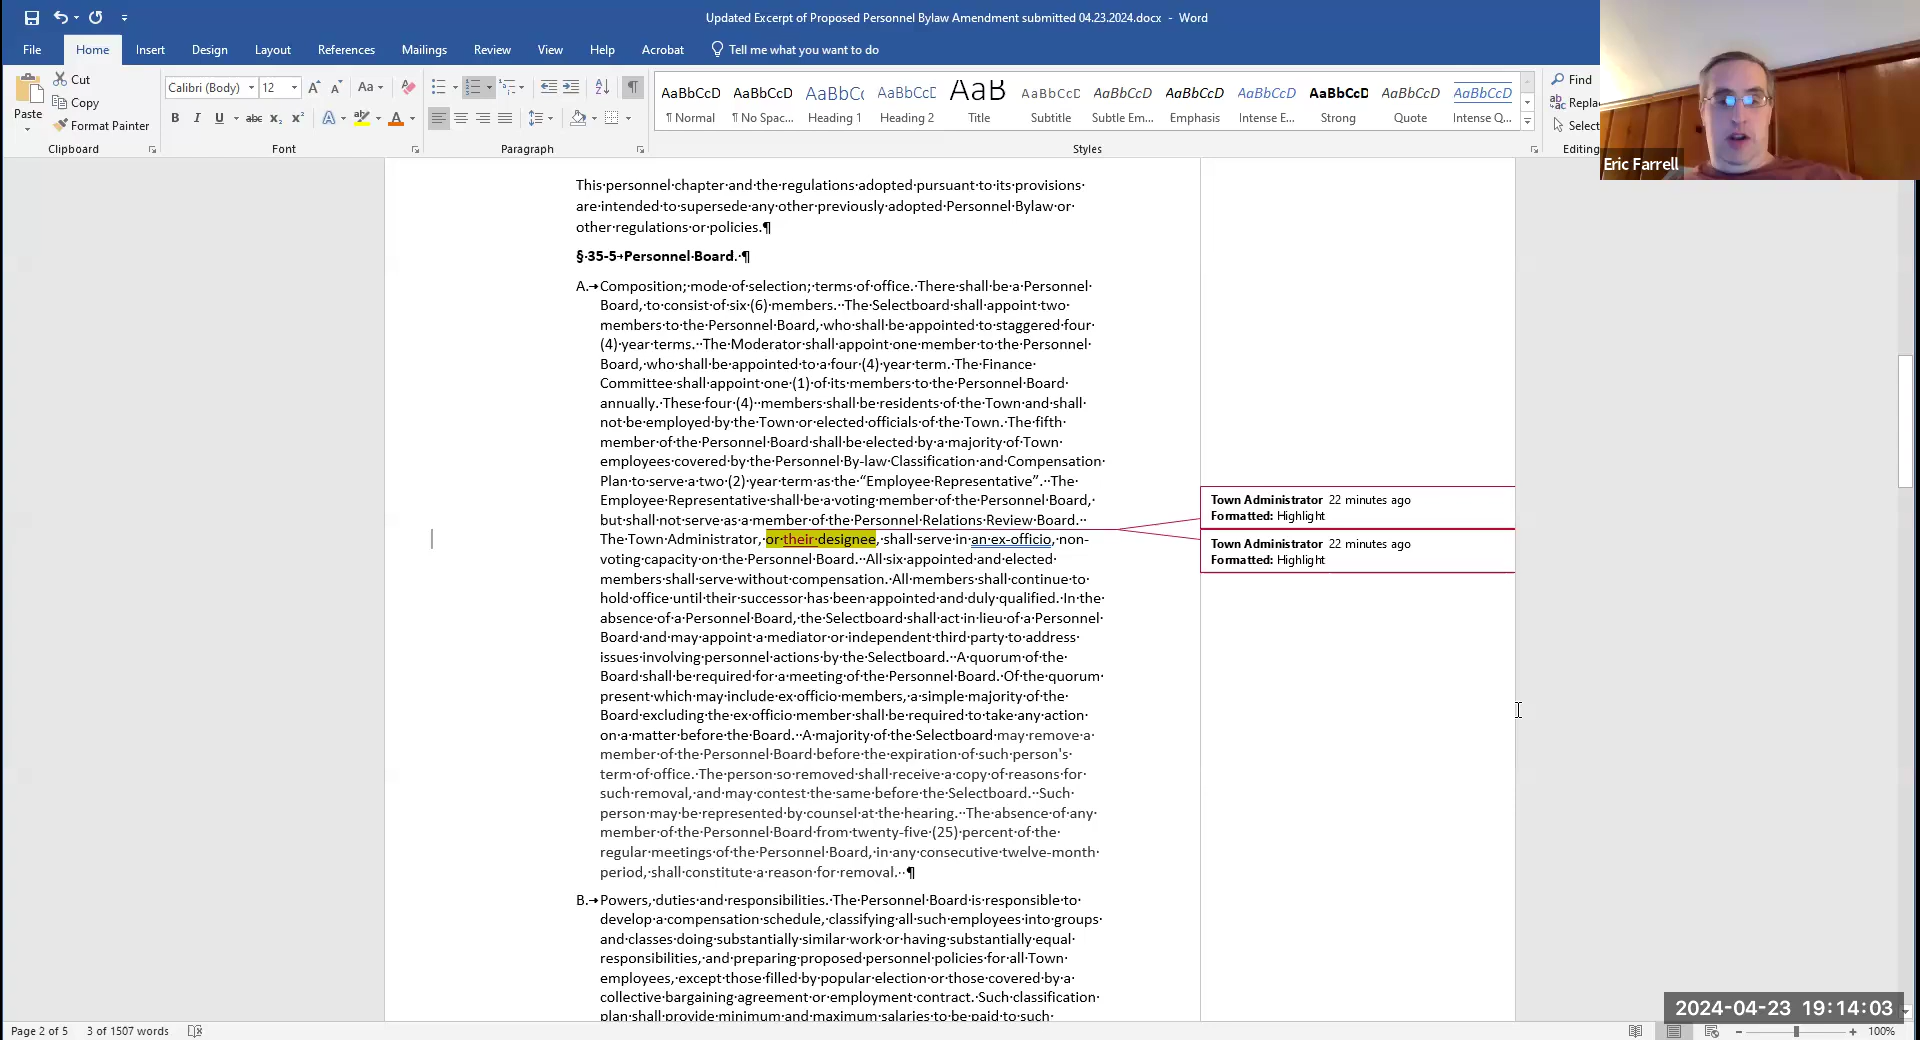 Updated Excerpt of Proposed Personnel Bylaw Amendment submitted 04.23.2024.docx - Word
File Home Insert Design Layout References Mailings Review View Help Acrobat Tell me what you want to do
Paste
Cut
Copy
Format Painter
Clipboard
Calibri (Body) 12
Font
Paragraph
AaBbCcD AaBbCcD AaBbC AaBbCcD AaB AaBbCcD AaBbCcD AaBbCcD AaBbCcD AaBbCcD AaBbCcD AaBbCcD
¶ Normal ¶ No Spac... Heading 1 Heading 2 Title Subtitle Subtle Em... Emphasis Intense E... Strong Quote Intense Q...
Styles
Find
Repla
Select
Editing
Eric Farrell
This personnel chapter and the regulations adopted pursuant to its provisions
are intended to supersede any other previously adopted Personnel Bylaw or
other regulations or policies.¶
§ 35-5 Personnel Board. ¶
A. Composition; mode of selection; terms of office. There shall be a Personnel
Board, to consist of six (6) members. The Selectboard shall appoint two
members to the Personnel Board, who shall be appointed to staggered four
(4) year terms. The Moderator shall appoint one member to the Personnel
Board, who shall be appointed to a four (4) year term. The Finance
Committee shall appoint one (1) of its members to the Personnel Board
annually. These four (4) members shall be residents of the Town and shall
not be employed by the Town or elected officials of the Town. The fifth
member of the Personnel Board shall be elected by a majority of Town
employees covered by the Personnel By-law Classification and Compensation
Plan to serve a two (2) year term as the “Employee Representative”. The
Employee Representative shall be a voting member of the Personnel Board,
but shall not serve as a member of the Personnel Relations Review Board.
The Town Administrator, or their designee, shall serve in an ex-officio, non-
voting capacity on the Personnel Board. All six appointed and elected
members shall serve without compensation. All members shall continue to
hold office until their successor has been appointed and duly qualified. In the
absence of a Personnel Board, the Selectboard shall act in lieu of a Personnel
Board and may appoint a mediator or independent third party to address
issues involving personnel actions by the Selectboard. A quorum of the
Board shall be required for a meeting of the Personnel Board. Of the quorum
present which may include ex officio members, a simple majority of the
Board excluding the ex officio member shall be required to take any action
on a matter before the Board. A majority of the Selectboard may remove a
member of the Personnel Board before the expiration of such person's
term of office. The person so removed shall receive a copy of reasons for
such removal, and may contest the same before the Selectboard. Such
person may be represented by counsel at the hearing. The absence of any
member of the Personnel Board from twenty-five (25) percent of the
regular meetings of the Personnel Board, in any consecutive twelve-month
period, shall constitute a reason for removal. ¶
B. Powers, duties and responsibilities. The Personnel Board is responsible to
develop a compensation schedule, classifying all such employees into groups
and classes doing substantially similar work or having substantially equal
responsibilities, and preparing proposed personnel policies for all Town
employees, except those filled by popular election or those covered by a
collective bargaining agreement or employment contract. Such classification
plan shall provide minimum and maximum salaries to be paid to such
Town Administrator 22 minutes ago
Formatted: Highlight
Town Administrator 22 minutes ago
Formatted: Highlight
2024-04-23 19:14:03
Page 2 of 5 3 of 1507 words
100%